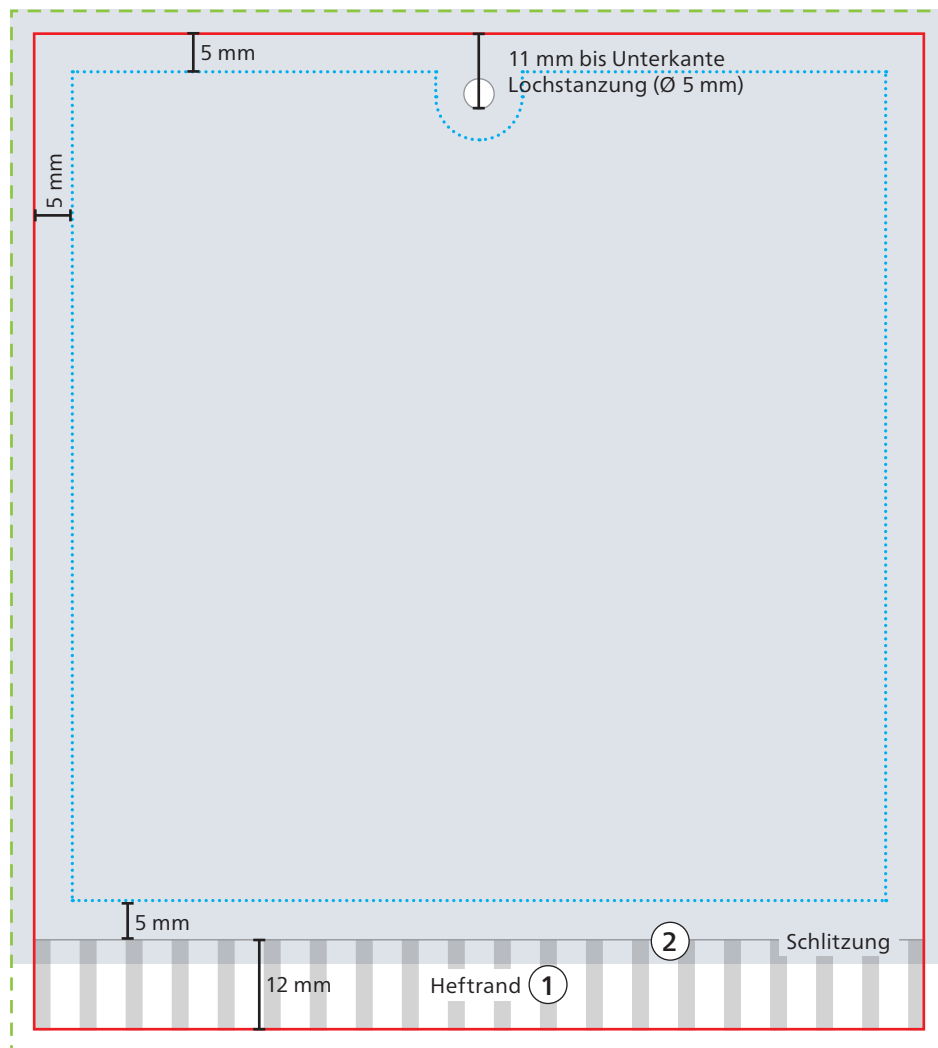 5 mm
11 mm bis Unterkante
Lochstanzung (Ø 5 mm)
5 mm
5 mm
2
Schlitzung
12 mm
Heftrand 1